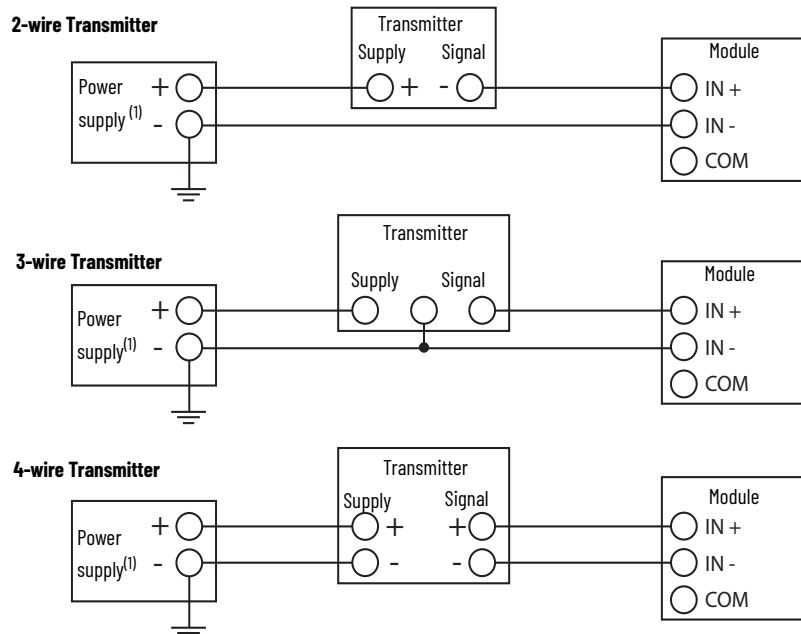 2-wire Transmitter
Transmitter
Supply Signal
Module
Power
supply (1)
+
-
+ -
IN +
IN -
COM
3-wire Transmitter
Transmitter
Supply Signal
Module
Power
supply(1)
+
-
IN +
IN -
COM
4-wire Transmitter
Transmitter
Supply Signal
Module
Power
supply(1)
+
-
+ +
- -
IN +
IN -
COM